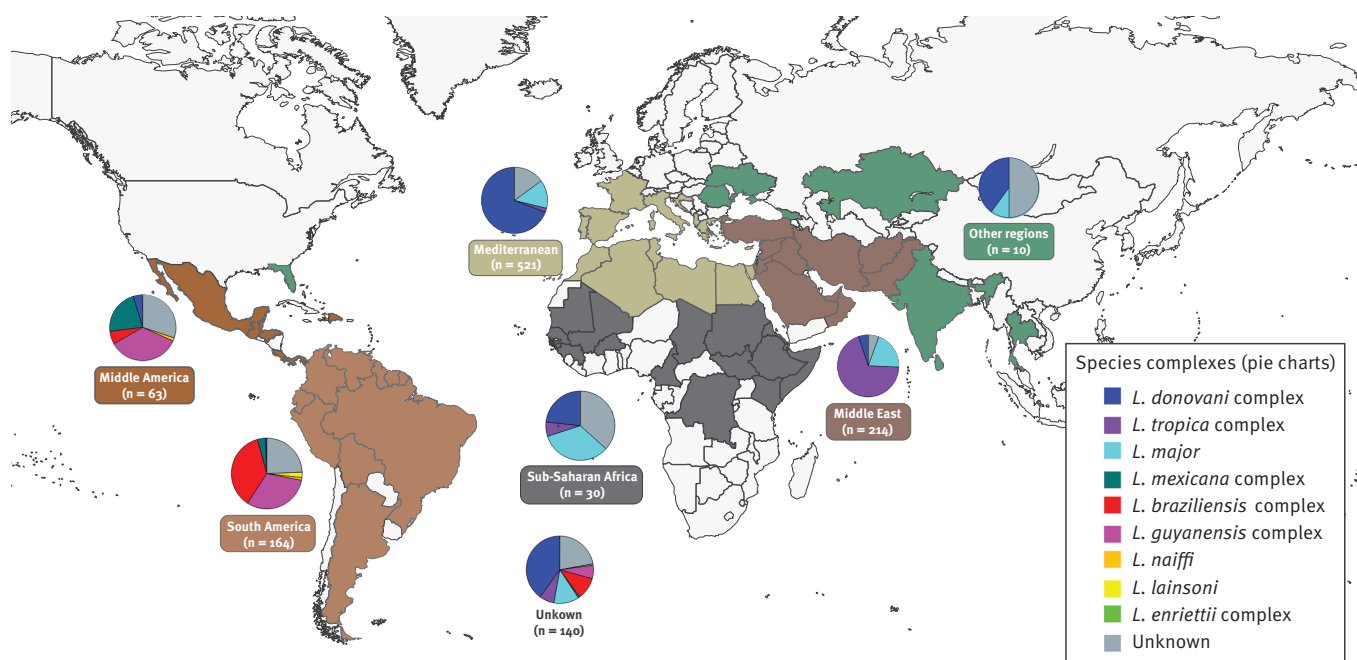 Mediterranean
(n = 521)
Other regions
(n = 10)
Middle America
(n = 63)
Middle East
(n = 214)
Sub-Saharan Africa
(n = 30)
South America
(n = 164)
Unkown
(n = 140)
Species complexes (pie charts)
L. donovani complex
L. tropica complex
L. major
L. mexicana complex
L. braziliensis complex
L. guyanensis complex
L. naiffi
L. lainsoni
L. enriettii complex
Unknown